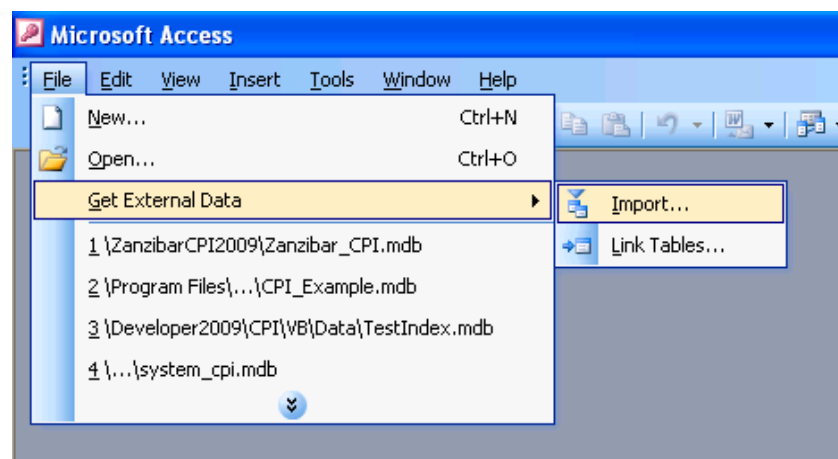 Microsoft Access
File Edit View Insert Tools Window Help
New... Ctrl+N
Open... Ctrl+O
Get External Data
Import...
1 \ZanzibarCPI2009\Zanzibar_CPI.mdb
Link Tables...
2 \Program Files\...\CPI_Example.mdb
3 \Developer2009\CPI\VB\Data\TestIndex.mdb
4 \...\system_cpi.mdb